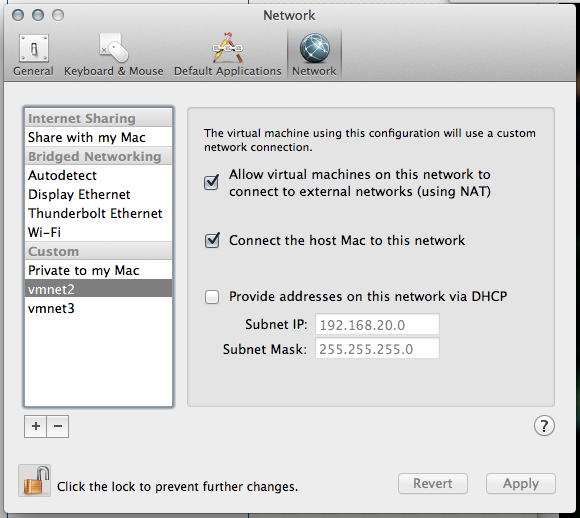 Network
General
Keyboard & Mouse
Default Applications
Network
Internet Sharing
Share with my Mac
Bridged Networking
Autodetect
Display Ethernet
Thunderbolt Ethernet
Wi-Fi
Custom
Private to my Mac
vmnet2
vmnet3
The virtual machine using this configuration will use a custom
network connection.
Allow virtual machines on this network to
connect to external networks (using NAT)
Connect the host Mac to this network
Provide addresses on this network via DHCP
Subnet IP: 192.168.20.0
Subnet Mask: 255.255.255.0
+ −
?
Click the lock to prevent further changes.
Revert
Apply